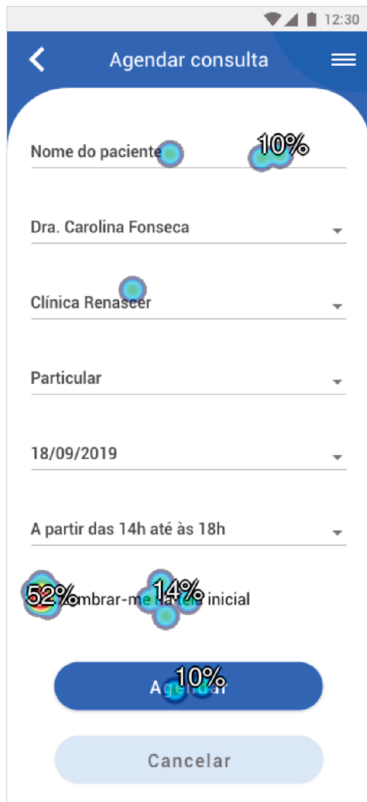 12:30
Agendar consulta
Nome do paciente
10%
Dra. Carolina Fonseca
Clínica Renascer
Particular
18/09/2019
A partir das 14h até às 18h
52% 14% inicial
10%
Cancelar